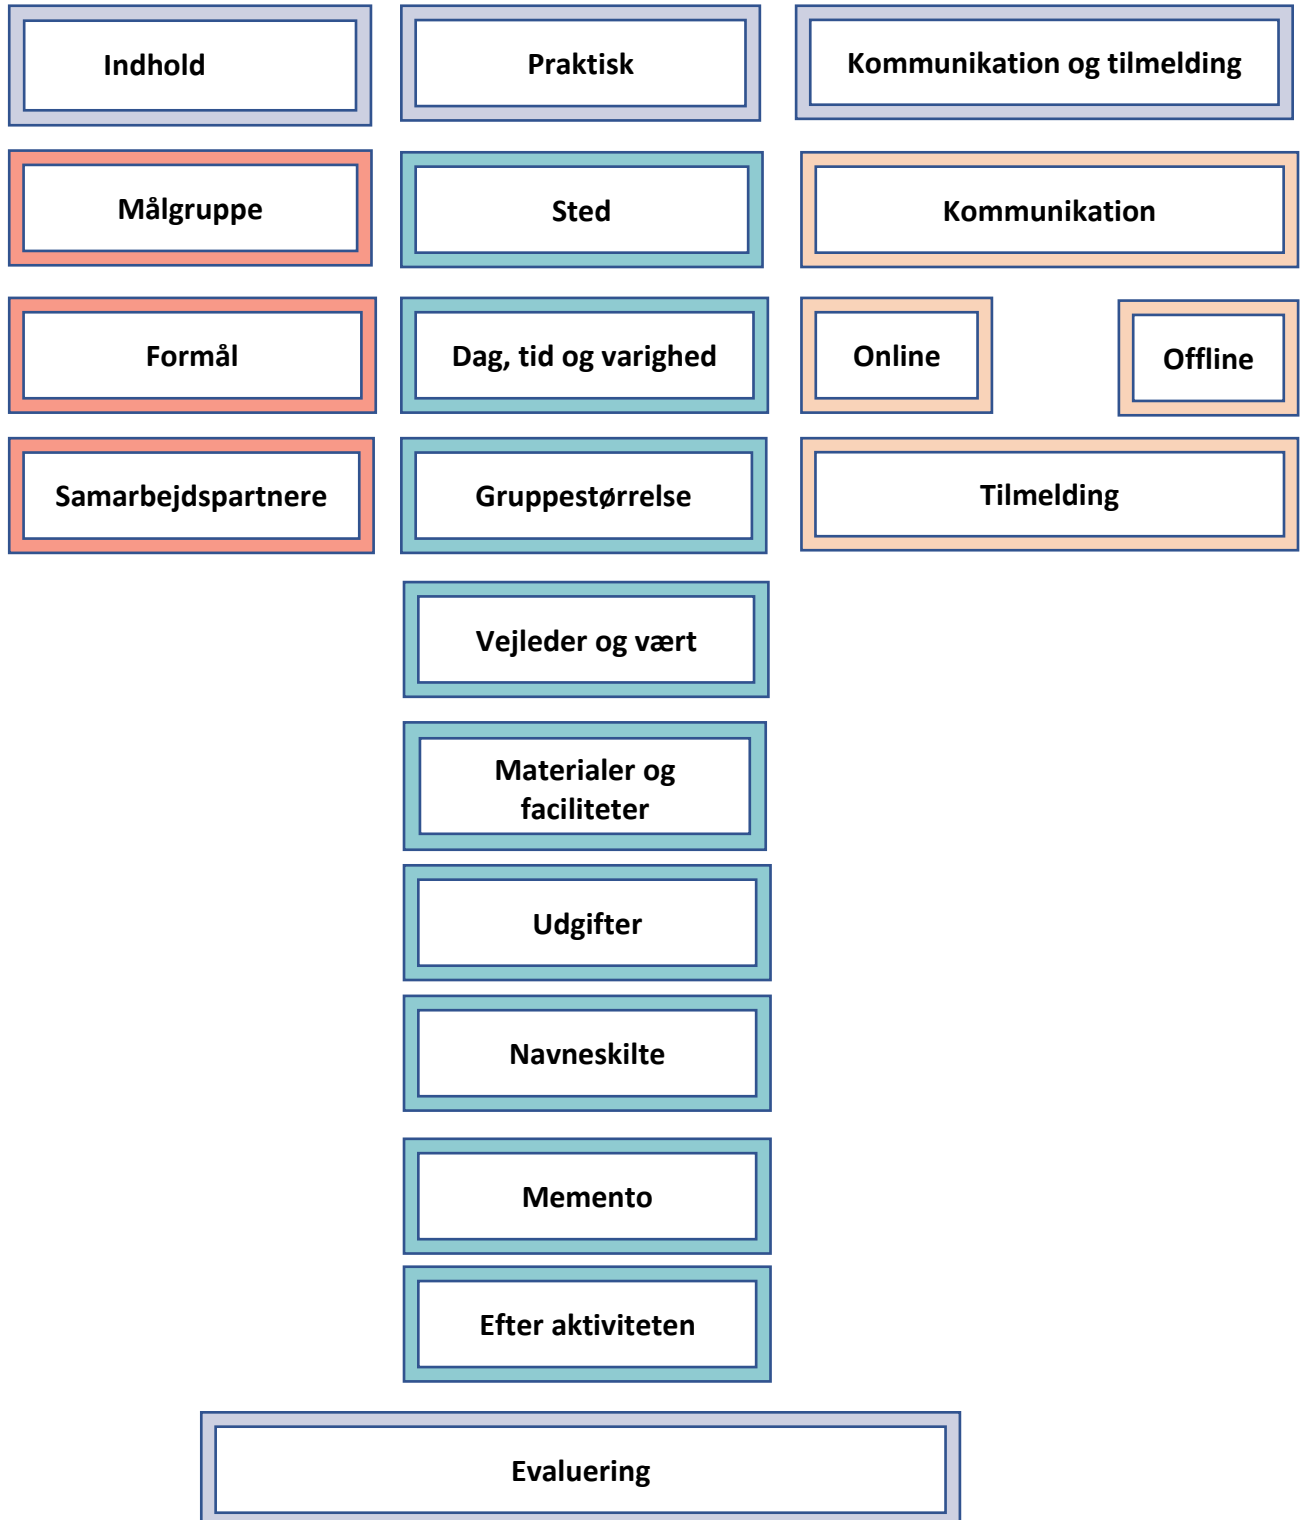 Indhold
Praktisk
Kommunikation og tilmelding
Målgruppe
Sted
Kommunikation
Formål
Dag, tid og varighed
Online
Offline
Samarbejdspartnere
Gruppestørrelse
Tilmelding
Vejleder og vært
Materialer og
faciliteter
Udgifter
Navneskilte
Memento
Efter aktiviteten
Evaluering